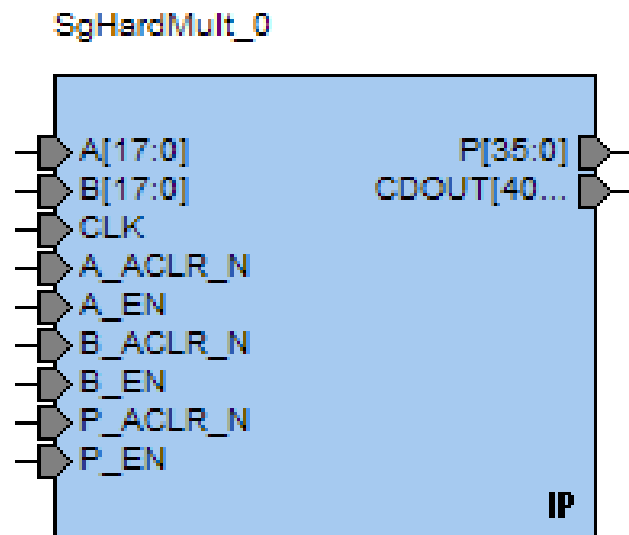 SgHardMult_0
A[17:0] P[35:0]
B[17:0] CDOUT[40...
CLK
A_ACLR_N
A_EN
B_ACLR_N
B_EN
P_ACLR_N
P_EN
IP